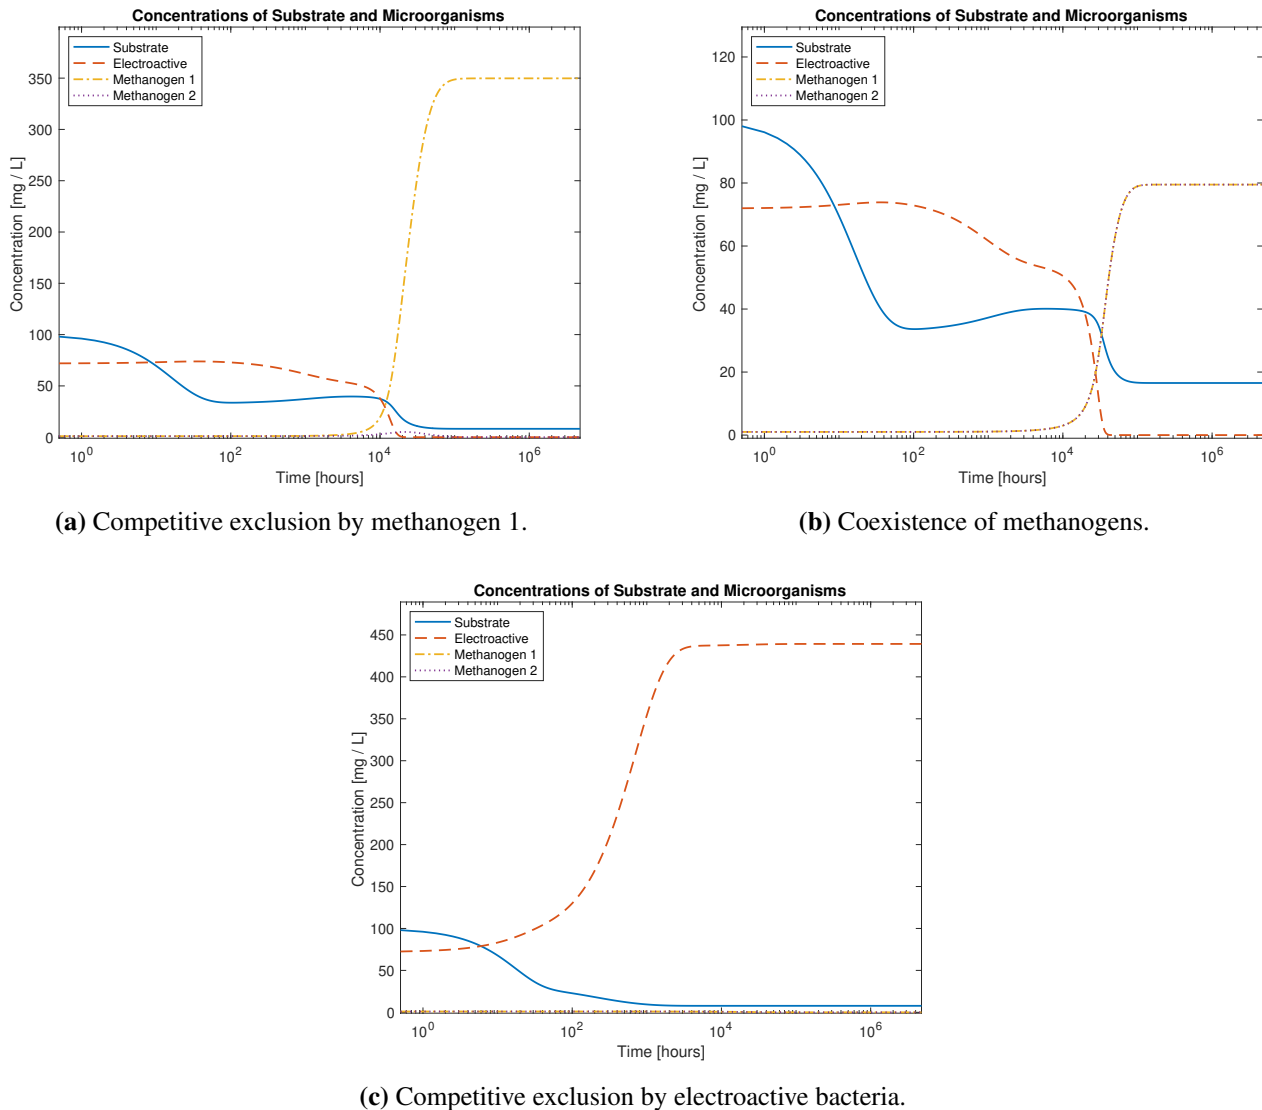 Concentrations of Substrate and Microorganisms
Substrate
Electroactive
Methanogen 1
Methanogen 2
350
300
250
200
150
100
50
0
Concentration [mg / L]
10^0 10^2 10^4 10^6
Time [hours]
(a) Competitive exclusion by methanogen 1.
Concentrations of Substrate and Microorganisms
Substrate
Electroactive
Methanogen 1
Methanogen 2
120
100
80
60
40
20
0
Concentration [mg / L]
10^0 10^2 10^4 10^6
Time [hours]
(b) Coexistence of methanogens.
Concentrations of Substrate and Microorganisms
Substrate
Electroactive
Methanogen 1
Methanogen 2
450
400
350
300
250
200
150
100
50
0
Concentration [mg / L]
10^0 10^2 10^4 10^6
Time [hours]
(c) Competitive exclusion by electroactive bacteria.